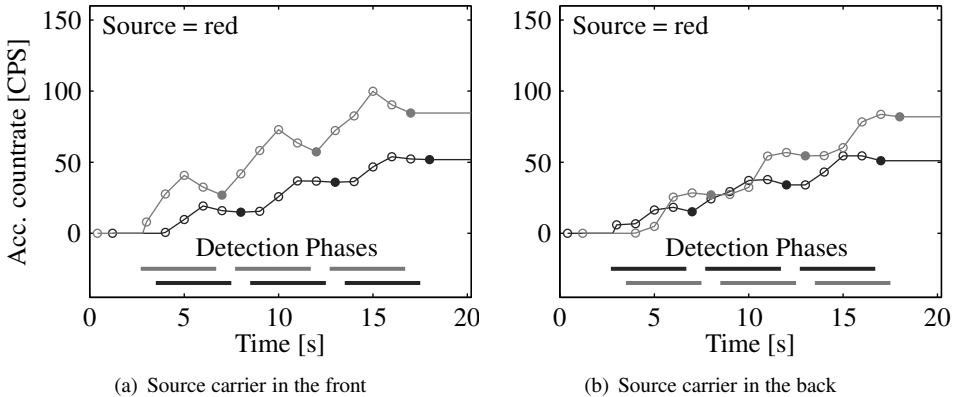 Source = red
Source = red
Acc. countrate [CPS]
150
100
50
0
150
100
50
0
Detection Phases
Detection Phases
0 5 10 15 20
0 5 10 15 20
Time [s]
Time [s]
(a) Source carrier in the front
(b) Source carrier in the back